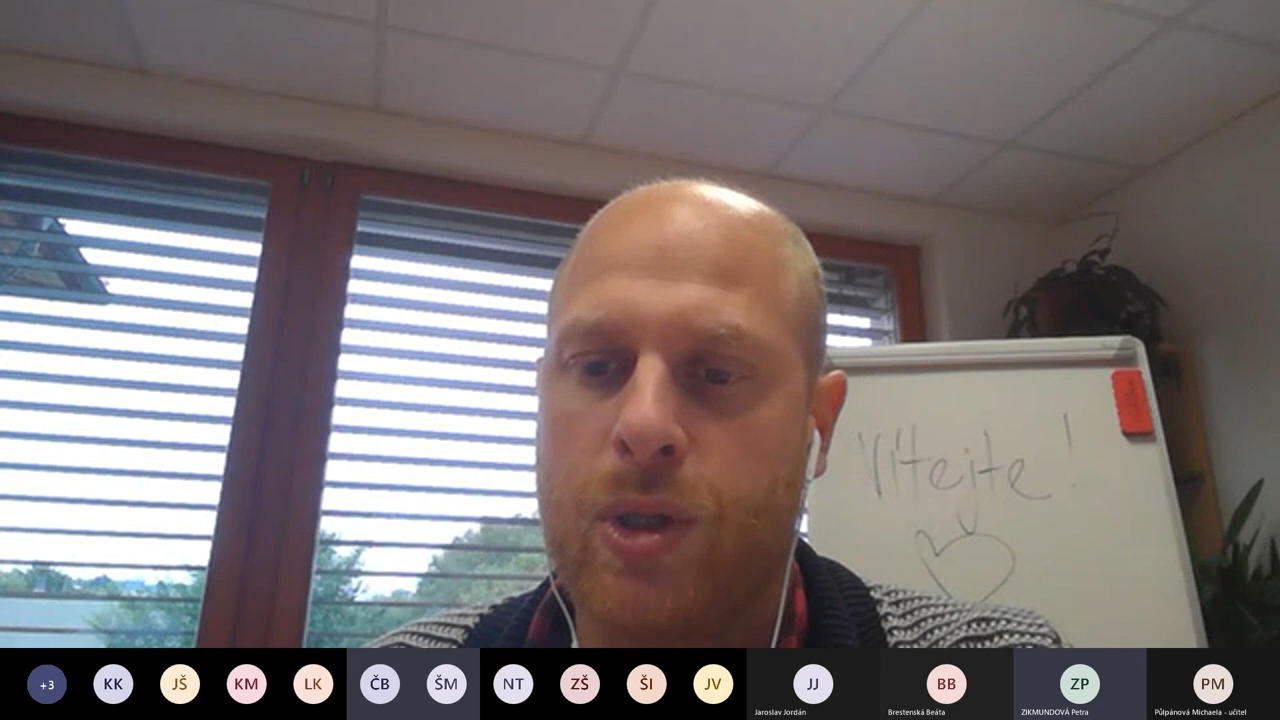 Vítejte!
+3
KK
JŠ
KM
LK
ČB
ŠM
NT
ZŠ
ŠI
JV
JJ
BB
ZP
PM
Jaroslav Jordán
Brestenská Beáta
ZIKMUNDOVÁ Petra
Půlpánová Michaela - učitel